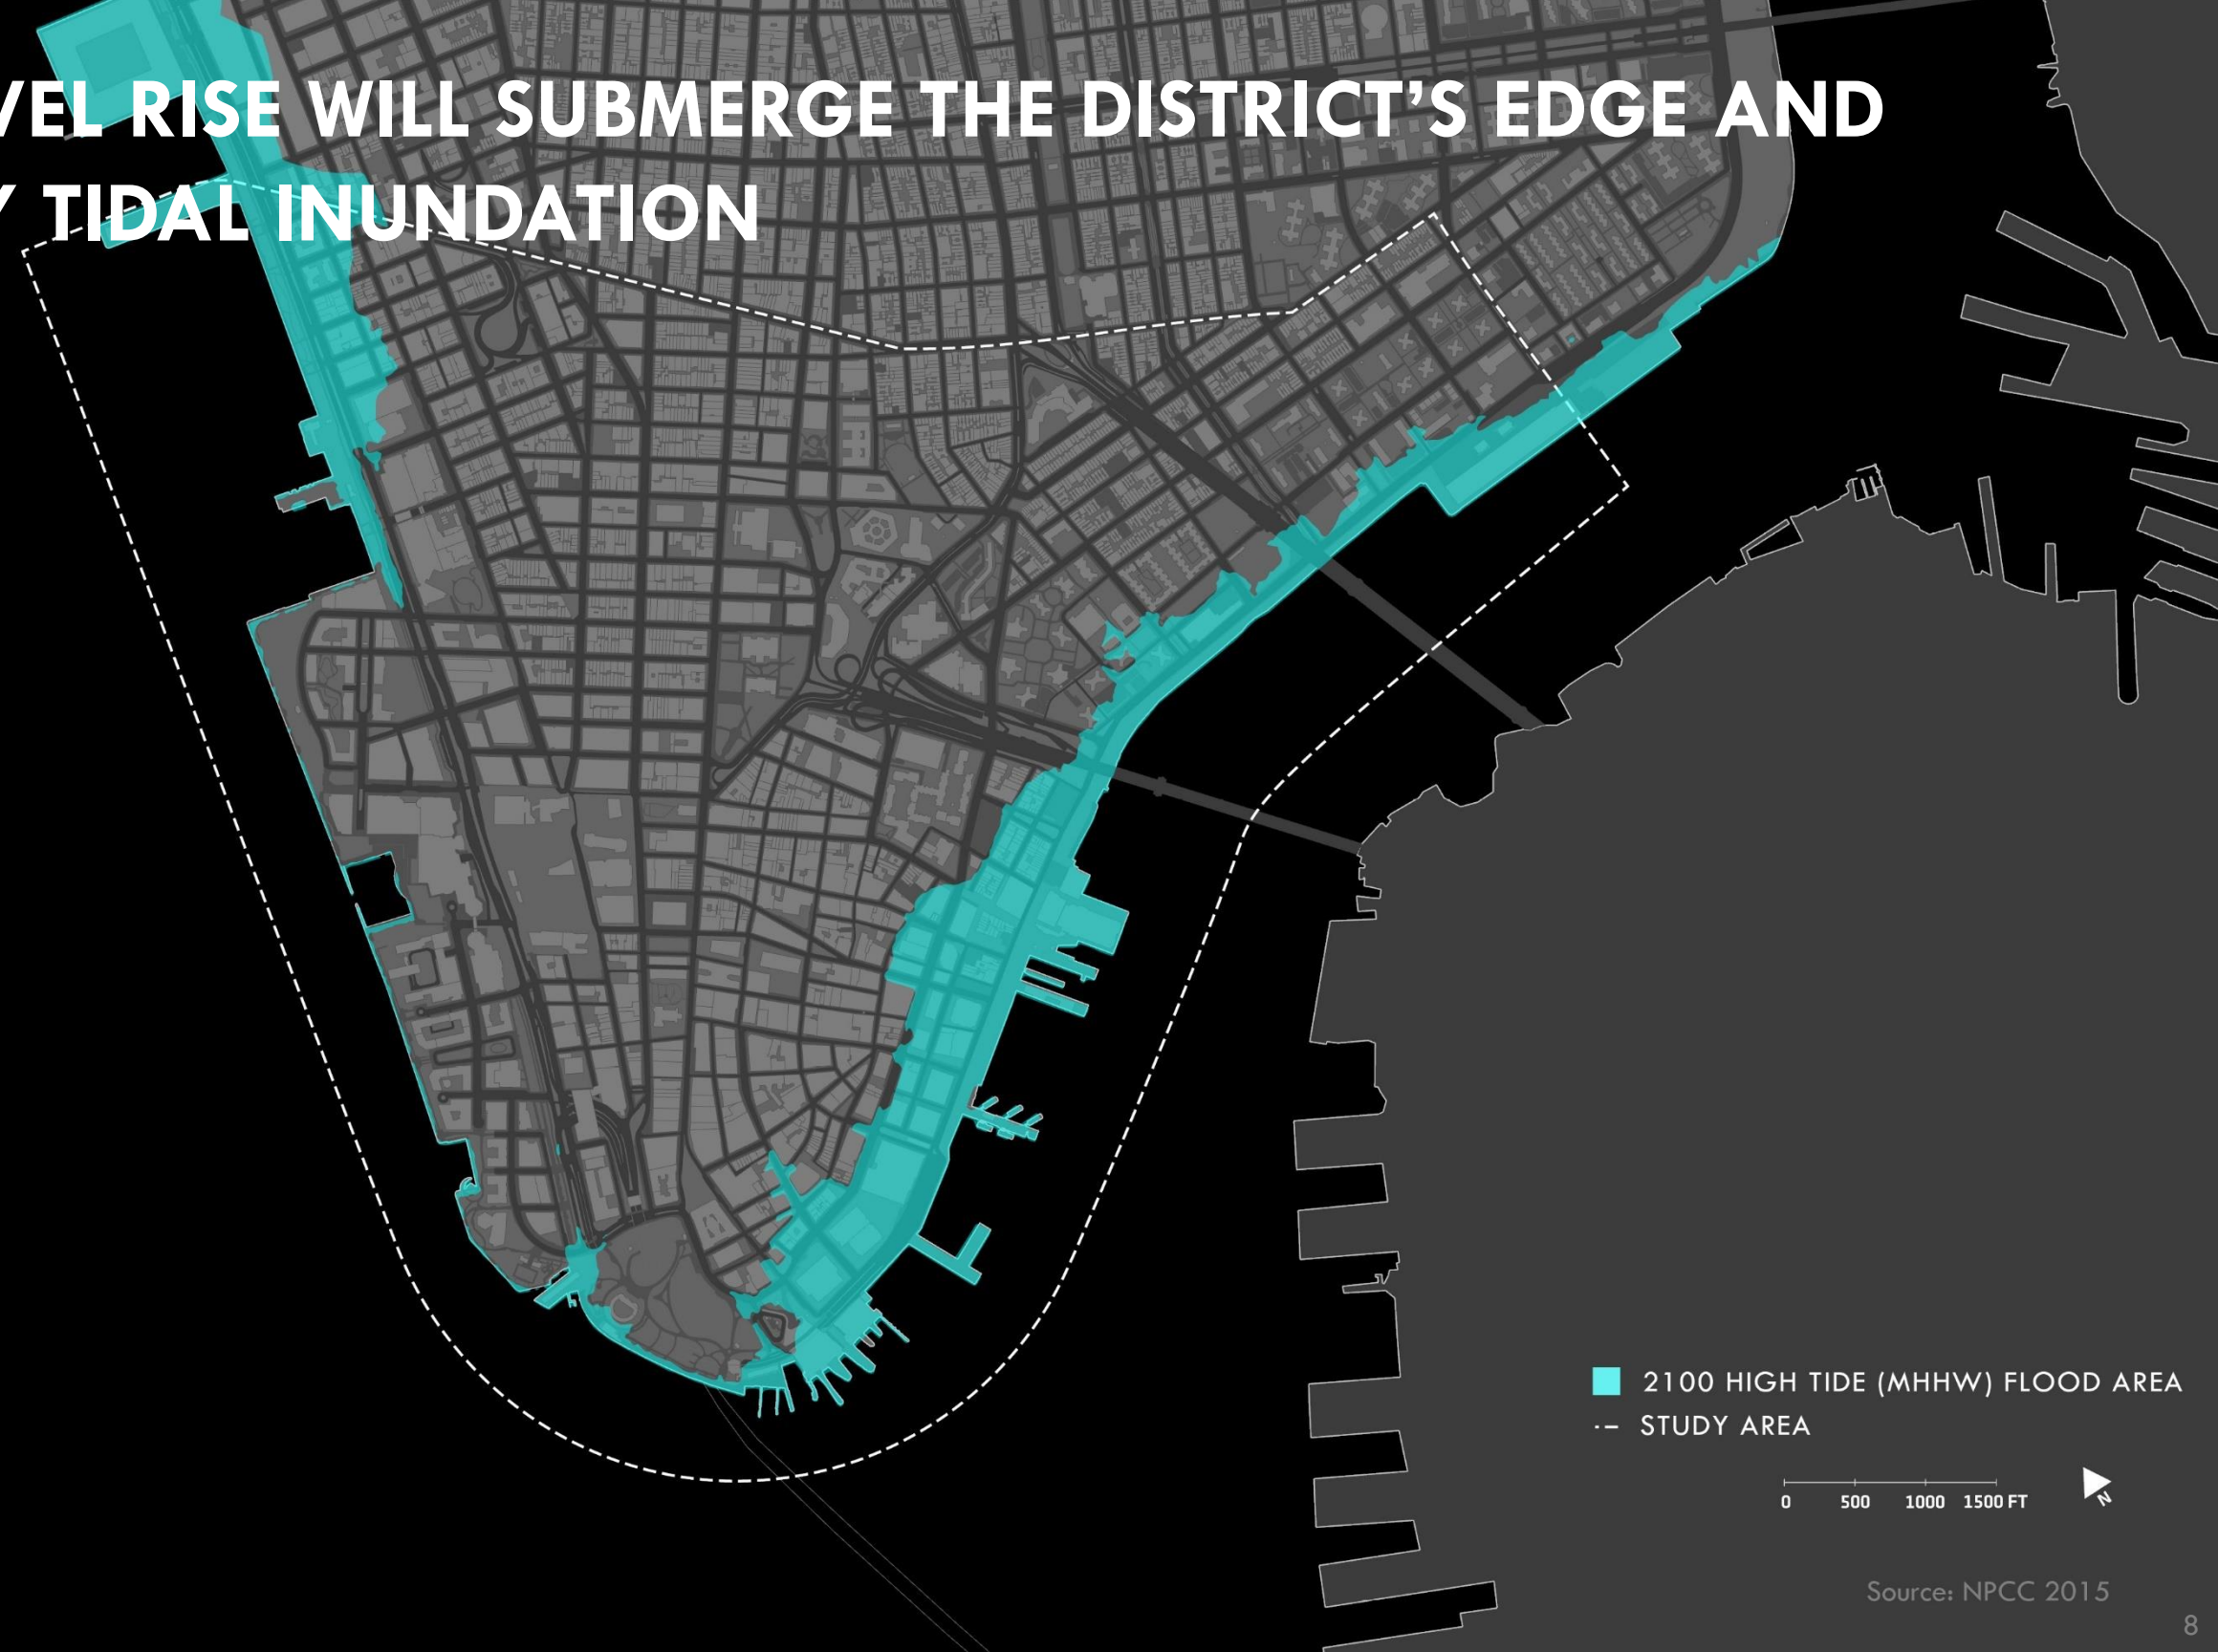 VEL RISE WILL SUBMERGE THE DISTRICT'S EDGE AND
Y TIDAL INUNDATION
2100 HIGH TIDE (MHHW) FLOOD AREA
STUDY AREA
0 500 1000 1500 FT
N
Source: NPCC 2015
8